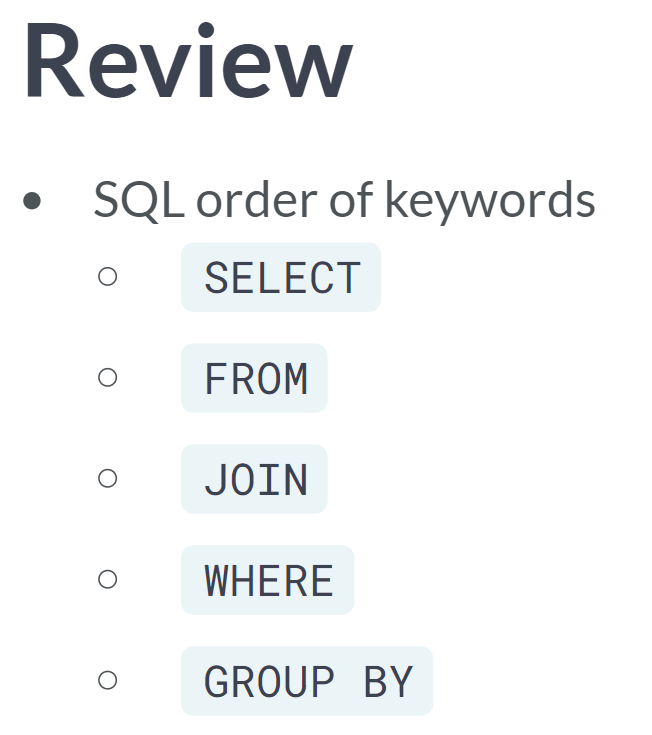 Review
SQL order of keywords
SELECT
FROM
JOIN
WHERE
GROUP BY